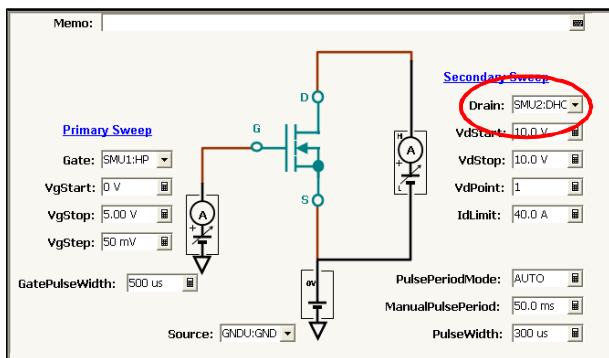 Memo:
Secondary Sweep
Drain: SMU2:DHC
D
Primary Sweep
G
H
A
VdStart: 10.0 V
Gate: SMU1:HP
VdStop: 10.0 V
+
L
VgStart: 0 V
VdPoint: 1
S
VgStop: 5.00 V
A
IdLimit: 40.0 A
+
VgStep: 50 mV
GatePulseWidth: 500 us
0V
PulsePeriodMode: AUTO
ManualPulsePeriod: 50.0 ms
Source: GNDU:GND
PulseWidth: 300 us